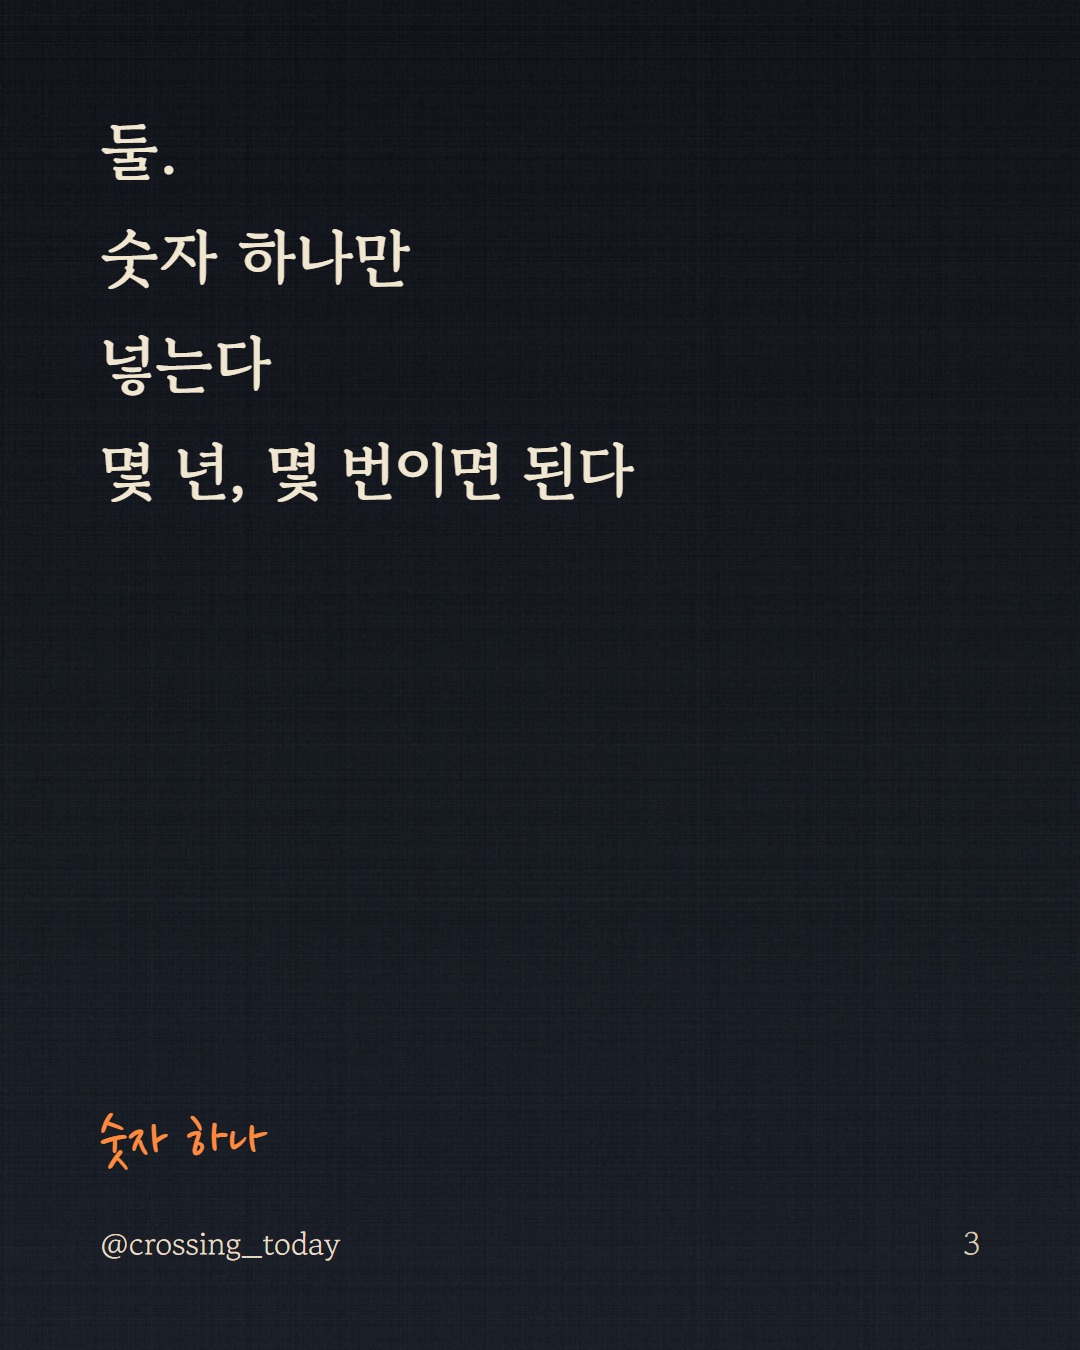 둘.
숫자 하나만
넣는다
몇 년, 몇 번이면 된다
숫자 하나
@crossing_today
3